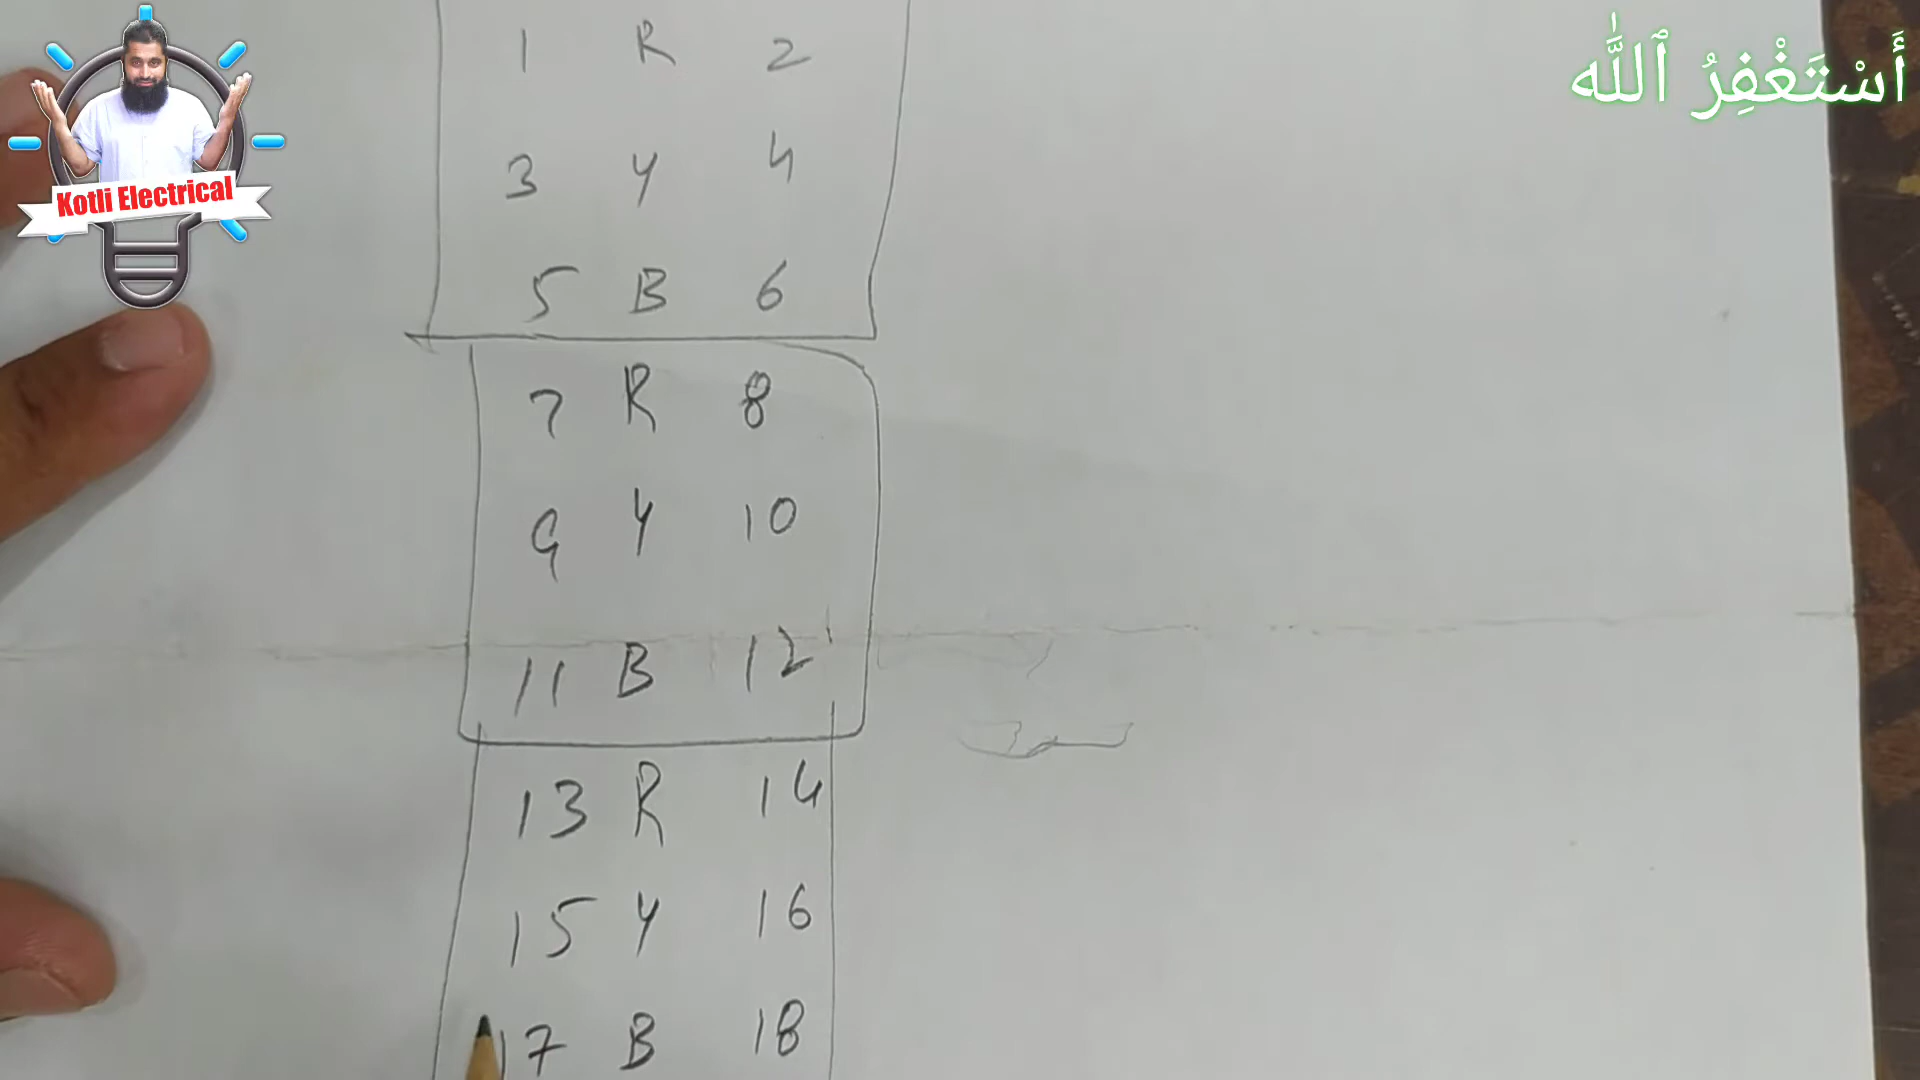 Kotli Electrical
أَسْتَغْفِرُ ٱللَّٰه
1 R 2
3 Y 4
5 B 6
7 R 8
9 Y 10
11 B 12
13 R 14
15 Y 16
17 B 18